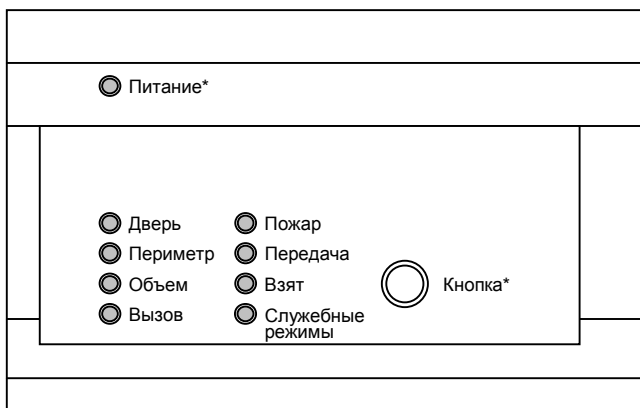 Питание*
Дверь
Пожар
Периметр
Передача
Объем
Взят
Кнопка*
Вызов
Служебные
режимы